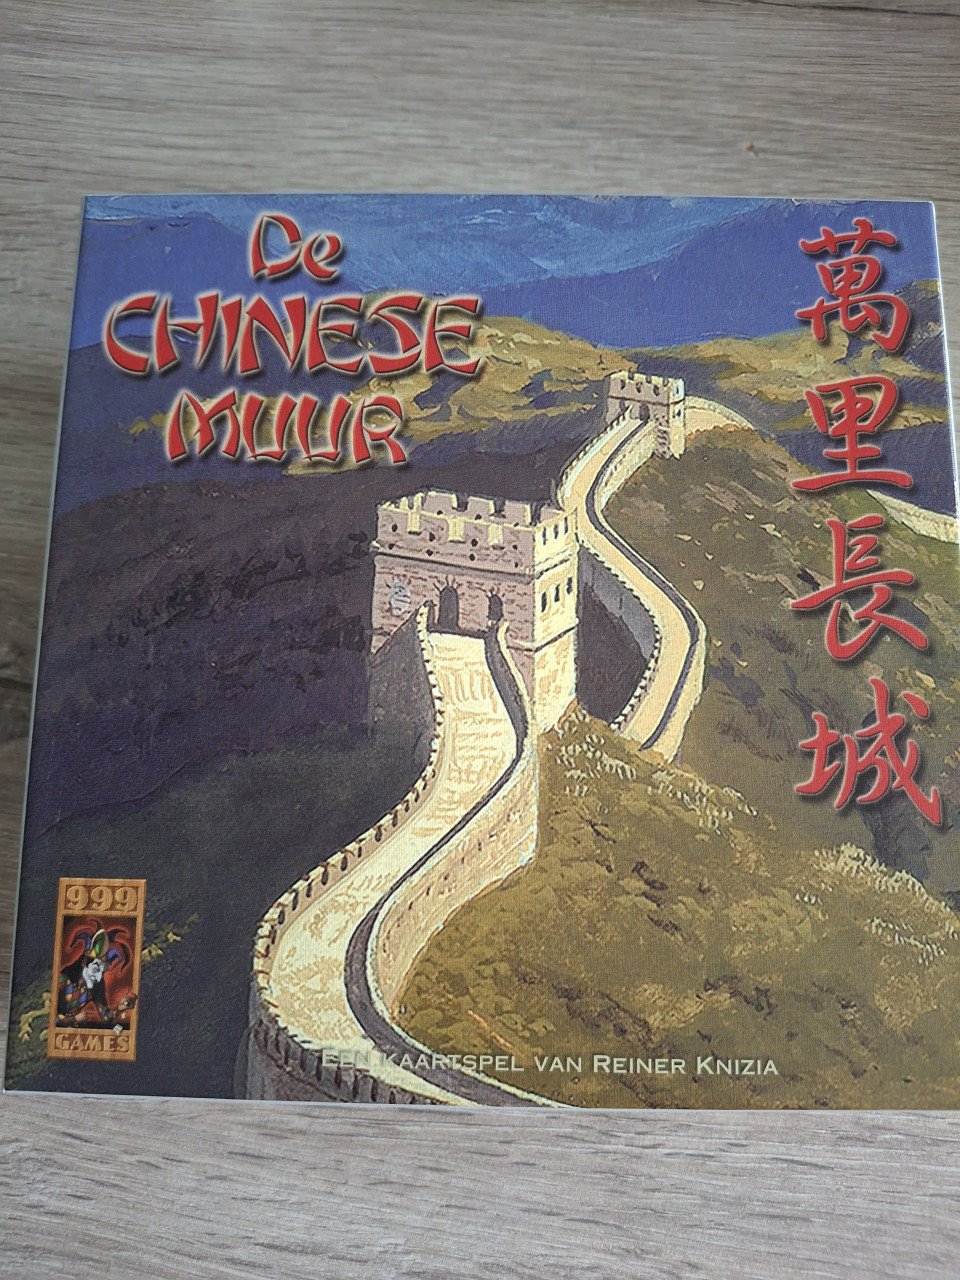 De
CHINESE
MUUR
萬里長城
999
GAMES
EEN KAARTSPEL VAN REINER KNIZIA